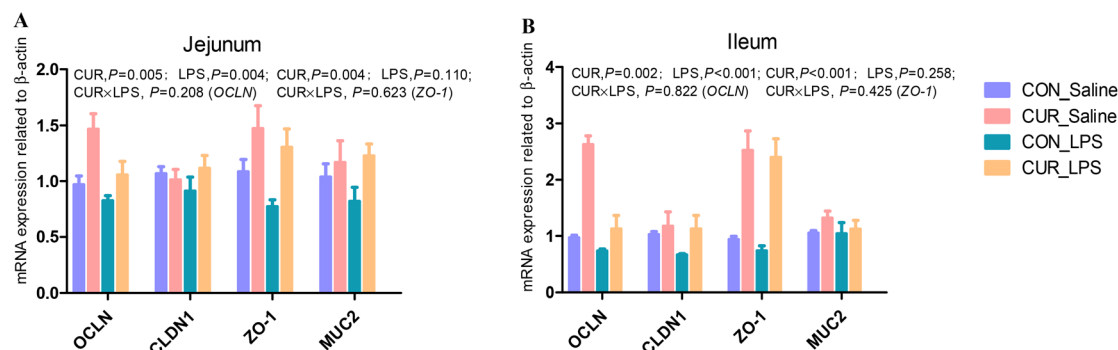 A
Jejunum
mRNA expression related to β-actin
CUR,P=0.005; LPS,P=0.004; CUR,P=0.004; LPS,P=0.110;
CUR×LPS, P=0.208 (OCLN) CUR×LPS, P=0.623 (ZO-1)
2.0
1.5
1.0
0.5
0.0
OCLN
CLDN1
ZO-1
MUC2
B
Ileum
mRNA expression related to β-actin
CUR,P=0.002; LPS,P<0.001; CUR,P<0.001; LPS,P=0.258;
CUR×LPS, P=0.822 (OCLN) CUR×LPS, P=0.425 (ZO-1)
4
3
2
1
0
OCLN
CLDN1
ZO-1
MUC2
CON_Saline
CUR_Saline
CON_LPS
CUR_LPS